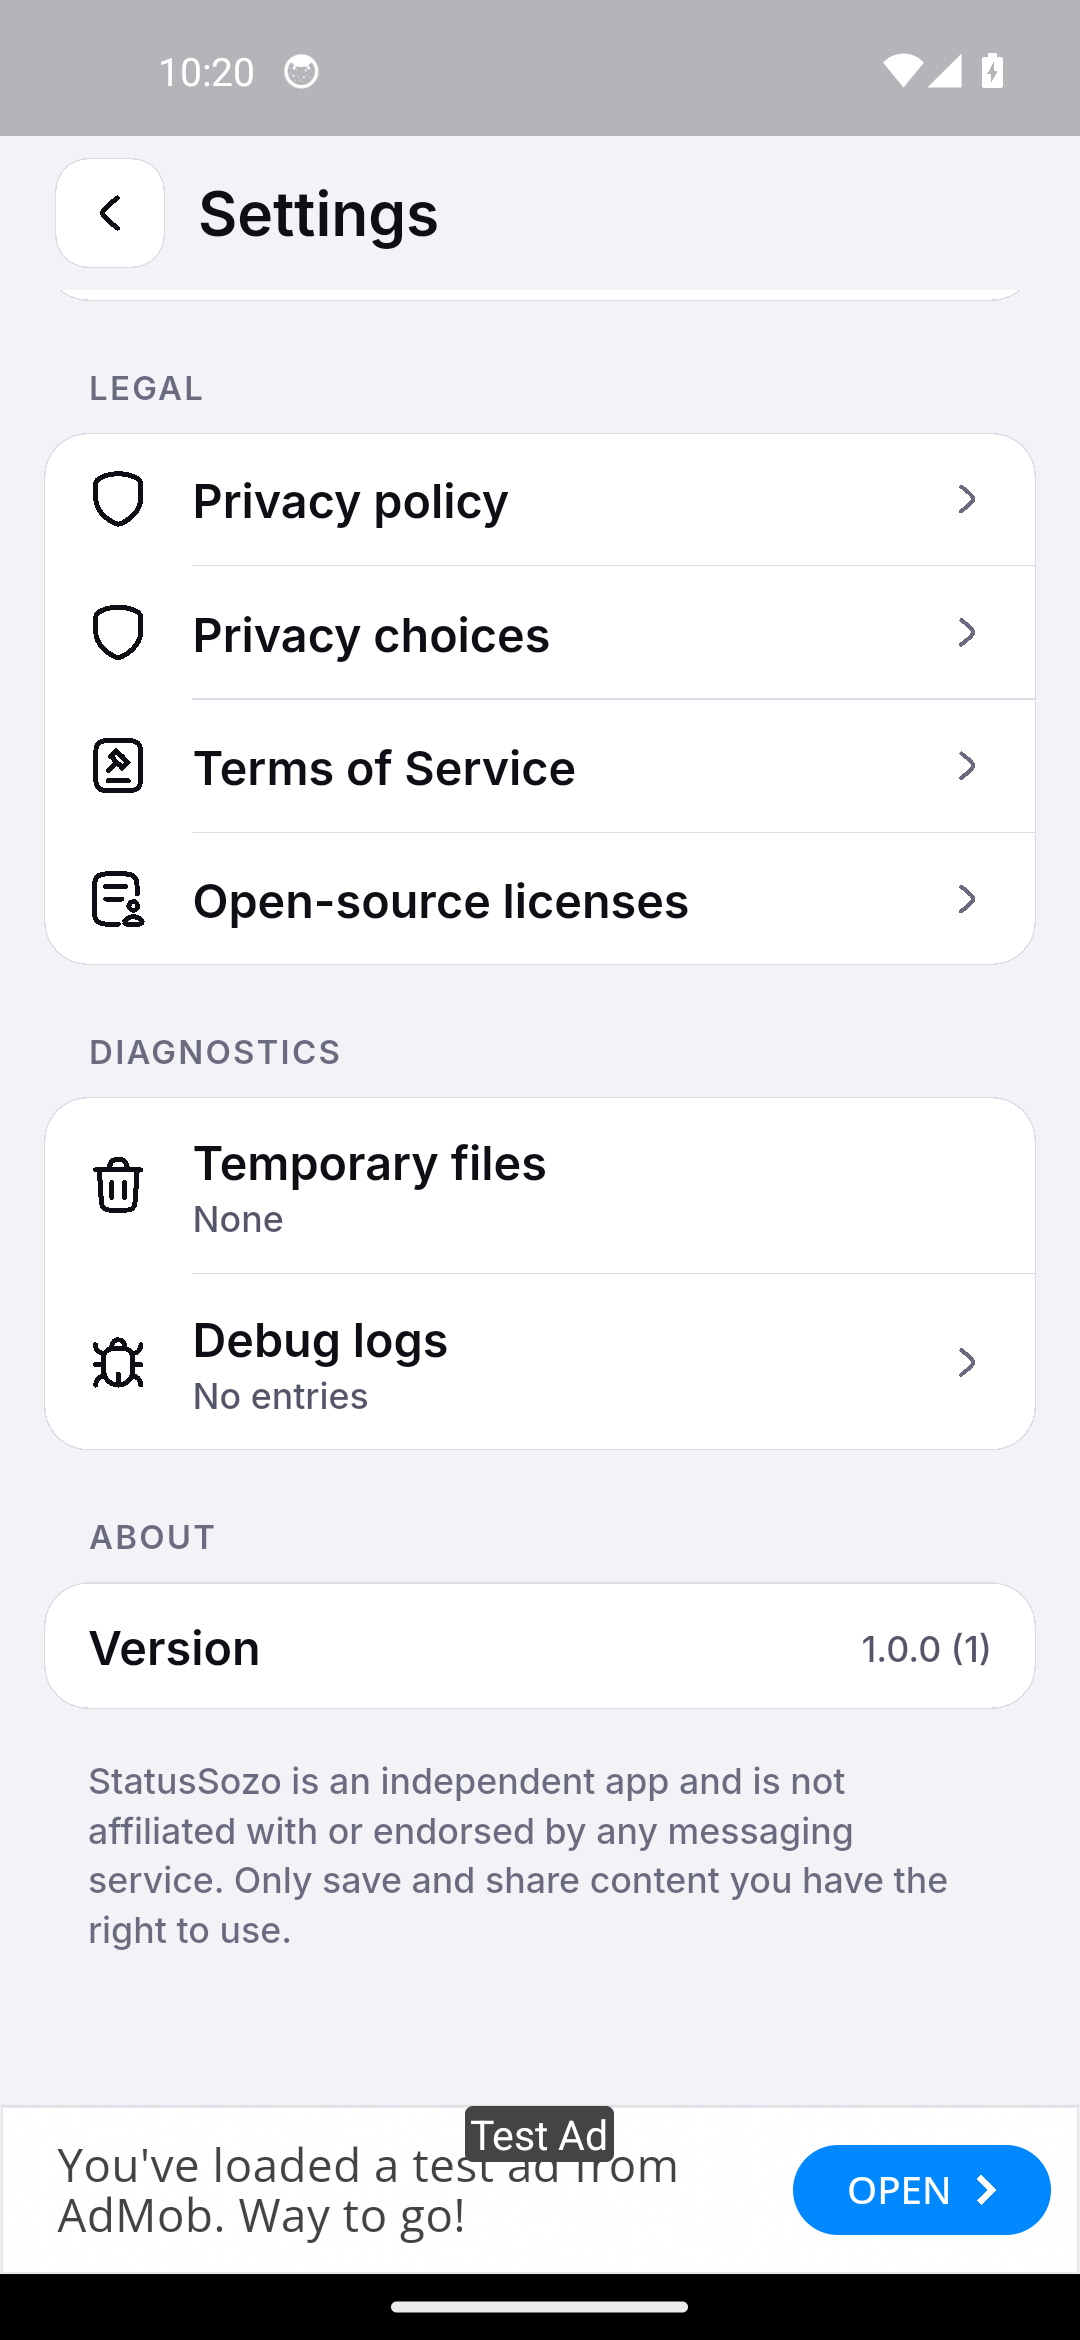 10:20
Settings
LEGAL
Privacy policy
Privacy choices
Terms of Service
Open-source licenses
DIAGNOSTICS
Temporary files
None
Debug logs
No entries
ABOUT
Version
1.0.0 (1)
StatusSozo is an independent app and is not
affiliated with or endorsed by any messaging
service. Only save and share content you have the
right to use.
Test Ad
You've loaded a test ad from
AdMob. Way to go!
OPEN